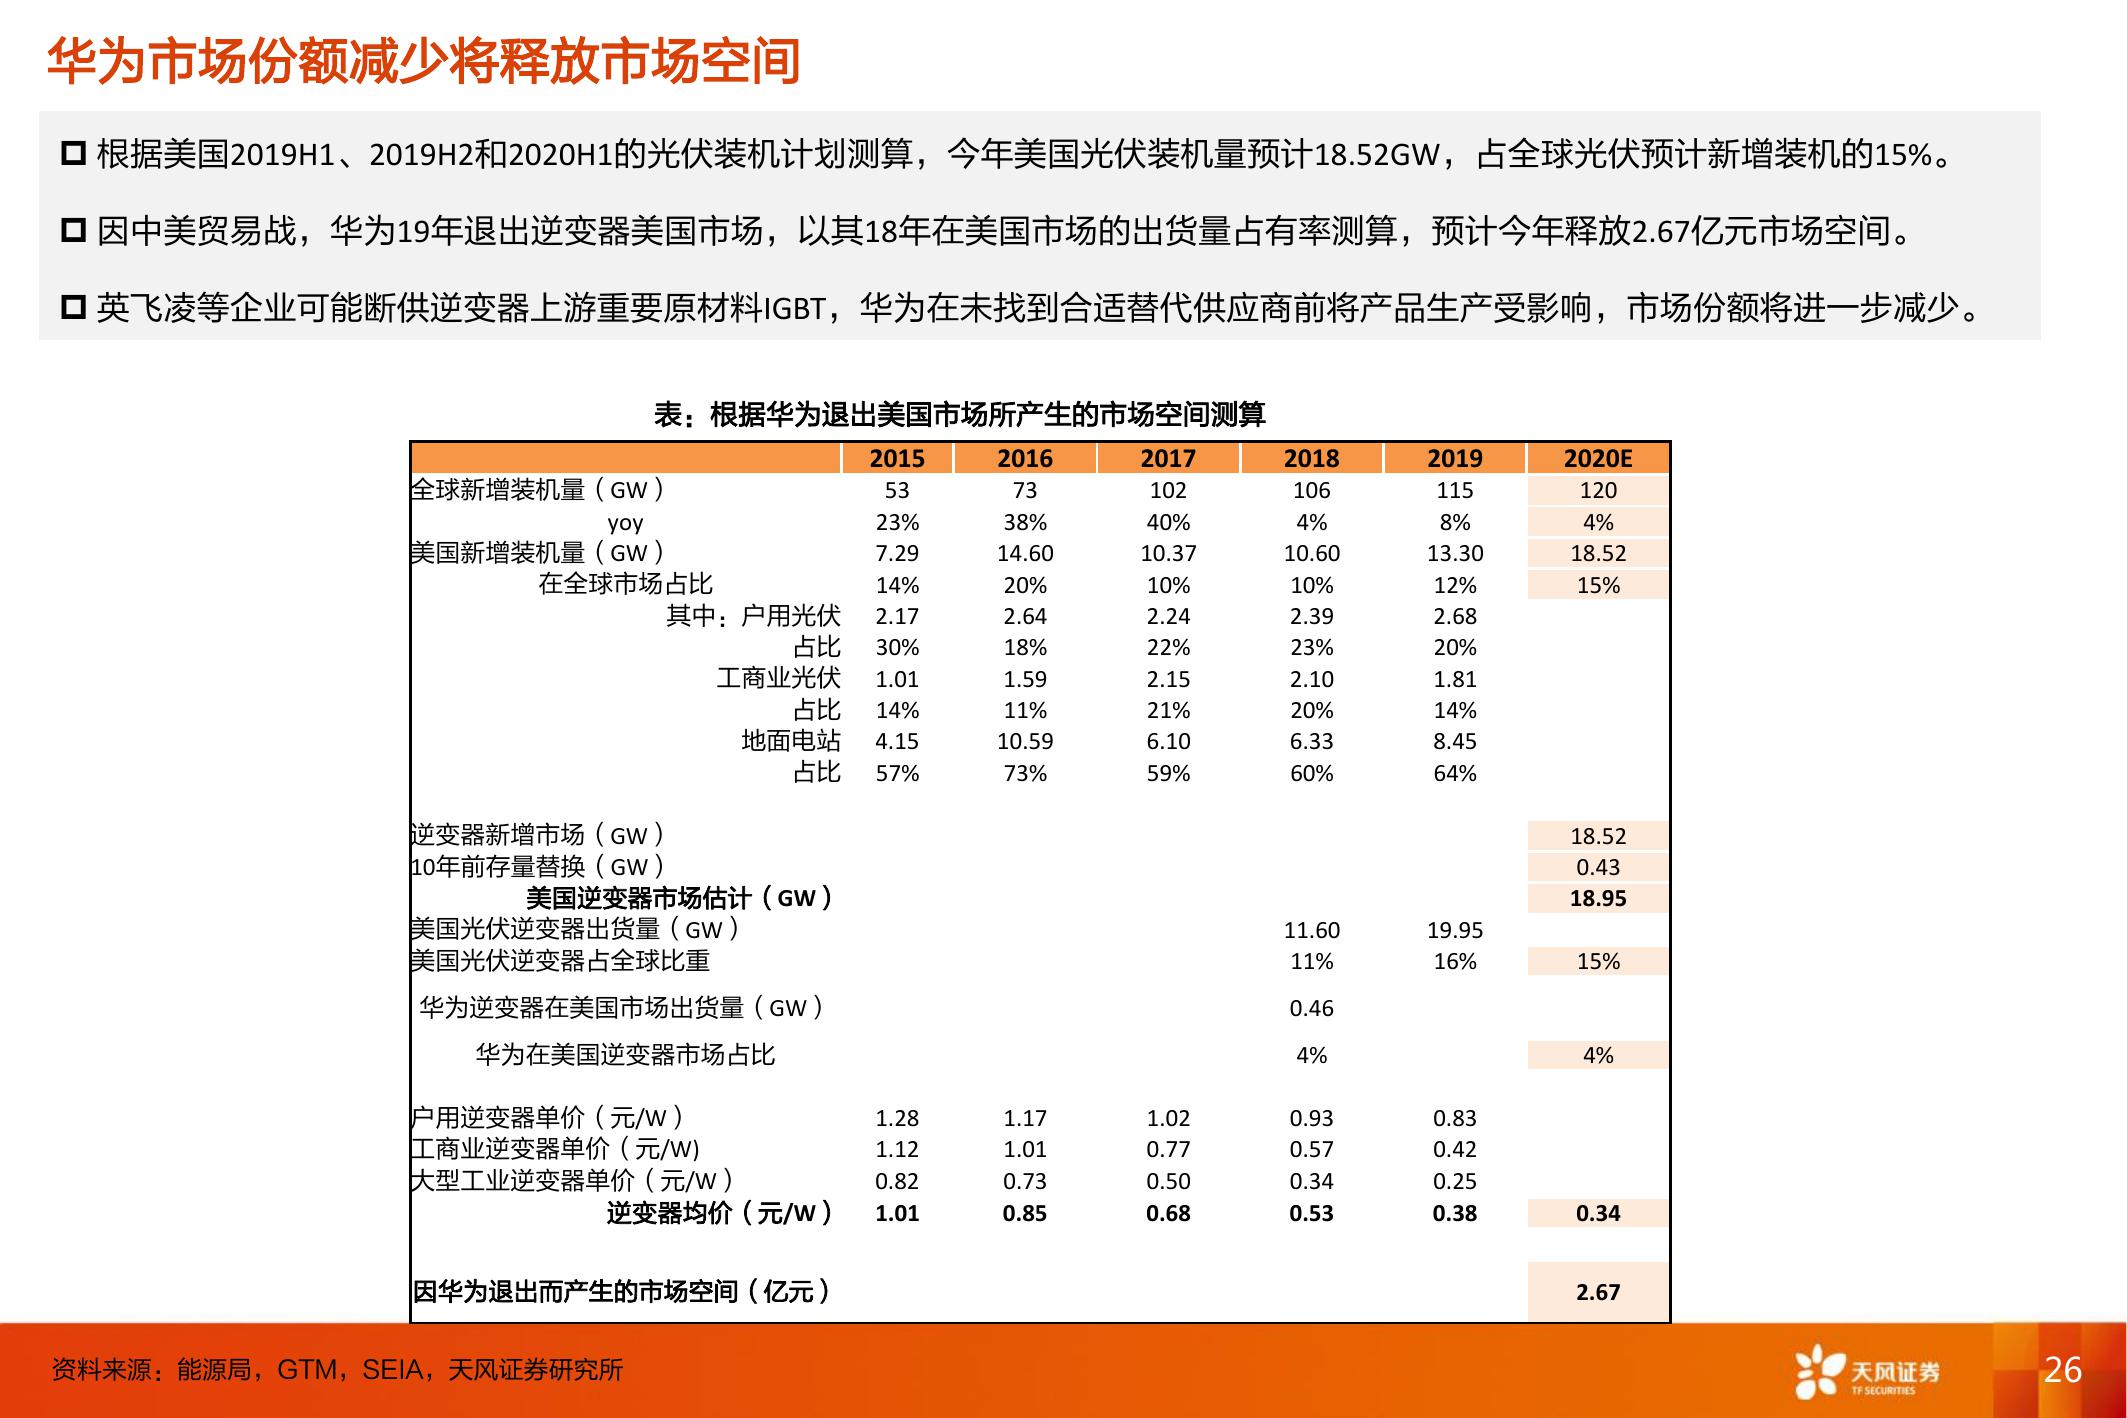 华为市场份额减少将释放市场空间
根据美国2019H1、2019H2和2020H1的光伏装机计划测算，今年美国光伏装机量预计18.52GW，占全球光伏预计新增装机的15%。
因中美贸易战，华为19年退出逆变器美国市场，以其18年在美国市场的出货量占有率测算，预计今年释放2.67亿元市场空间。
英飞凌等企业可能断供逆变器上游重要原材料IGBT，华为在未找到合适替代供应商前将产品生产受影响，市场份额将进一步减少。
表：根据华为退出美国市场所产生的市场空间测算
2015 2016 2017 2018 2019 2020E
全球新增装机量（GW） 53 73 102 106 115 120
yoy 23% 38% 40% 4% 8% 4%
美国新增装机量（GW） 7.29 14.60 10.37 10.60 13.30 18.52
在全球市场占比 14% 20% 10% 10% 12% 15%
其中：户用光伏 2.17 2.64 2.24 2.39 2.68
占比 30% 18% 22% 23% 20%
工商业光伏 1.01 1.59 2.15 2.10 1.81
占比 14% 11% 21% 20% 14%
地面电站 4.15 10.59 6.10 6.33 8.45
占比 57% 73% 59% 60% 64%
逆变器新增市场（GW） 18.52
10年前存量替换（GW） 0.43
美国逆变器市场估计（GW） 18.95
美国光伏逆变器出货量（GW） 11.60 19.95
美国光伏逆变器占全球比重 11% 16% 15%
华为逆变器在美国市场出货量（GW） 0.46
华为在美国逆变器市场占比 4% 4%
户用逆变器单价（元/W） 1.28 1.17 1.02 0.93 0.83
工商业逆变器单价（元/W) 1.12 1.01 0.77 0.57 0.42
大型工业逆变器单价（元/W） 0.82 0.73 0.50 0.34 0.25
逆变器均价（元/W） 1.01 0.85 0.68 0.53 0.38 0.34
因华为退出而产生的市场空间（亿元） 2.67
资料来源：能源局，GTM，SEIA，天风证券研究所
天风证券
TF SECURITIES
26